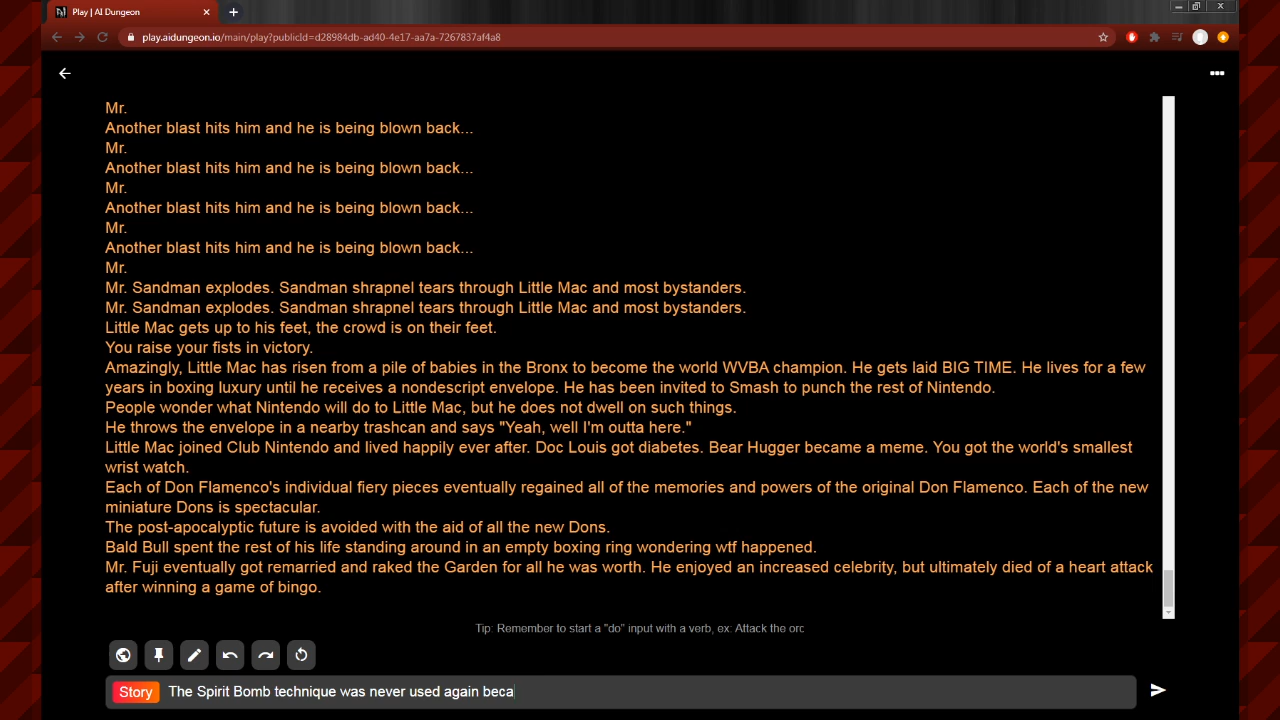 Play | AI Dungeon
play.aidungeon.io/main/play?publicId=d28984db-ad40-4e17-aa7a-7267837af4a8
Mr.
Another blast hits him and he is being blown back...
Mr.
Another blast hits him and he is being blown back...
Mr.
Another blast hits him and he is being blown back...
Mr.
Another blast hits him and he is being blown back...
Mr.
Mr. Sandman explodes. Sandman shrapnel tears through Little Mac and most bystanders.
Mr. Sandman explodes. Sandman shrapnel tears through Little Mac and most bystanders.
Little Mac gets up to his feet, the crowd is on their feet.
You raise your fists in victory.
Amazingly, Little Mac has risen from a pile of babies in the Bronx to become the world WVBA champion. He gets laid BIG TIME. He lives for a few
years in boxing luxury until he receives a nondescript envelope. He has been invited to Smash to punch the rest of Nintendo.
People wonder what Nintendo will do to Little Mac, but he does not dwell on such things.
He throws the envelope in a nearby trashcan and says "Yeah, well I'm outta here."
Little Mac joined Club Nintendo and lived happily ever after. Doc Louis got diabetes. Bear Hugger became a meme. You got the world's smallest
wrist watch.
Each of Don Flamenco's individual fiery pieces eventually regained all of the memories and powers of the original Don Flamenco. Each of the new
miniature Dons is spectacular.
The post-apocalyptic future is avoided with the aid of all the new Dons.
Bald Bull spent the rest of his life standing around in an empty boxing ring wondering wtf happened.
Mr. Fuji eventually got remarried and raked the Garden for all he was worth. He enjoyed an increased celebrity, but ultimately died of a heart attack
after winning a game of bingo.
Tip: Remember to start a "do" input with a verb, ex: Attack the orc
Story The Spirit Bomb technique was never used again beca